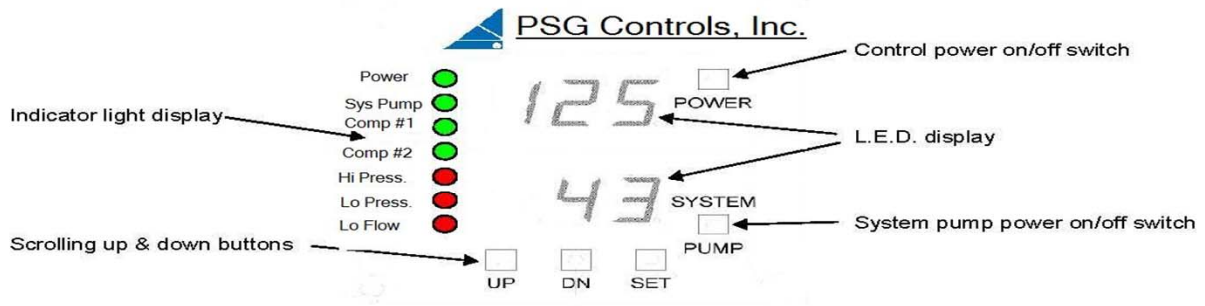 PSG Controls, Inc.
Control power on/off switch
Power
125
POWER
Sys Pump
Indicator light display
Comp #1
L.E.D. display
Comp #2
Hi Press.
43
Lo Press.
SYSTEM
Lo Flow
System pump power on/off switch
PUMP
Scrolling up & down buttons
UP DN SET